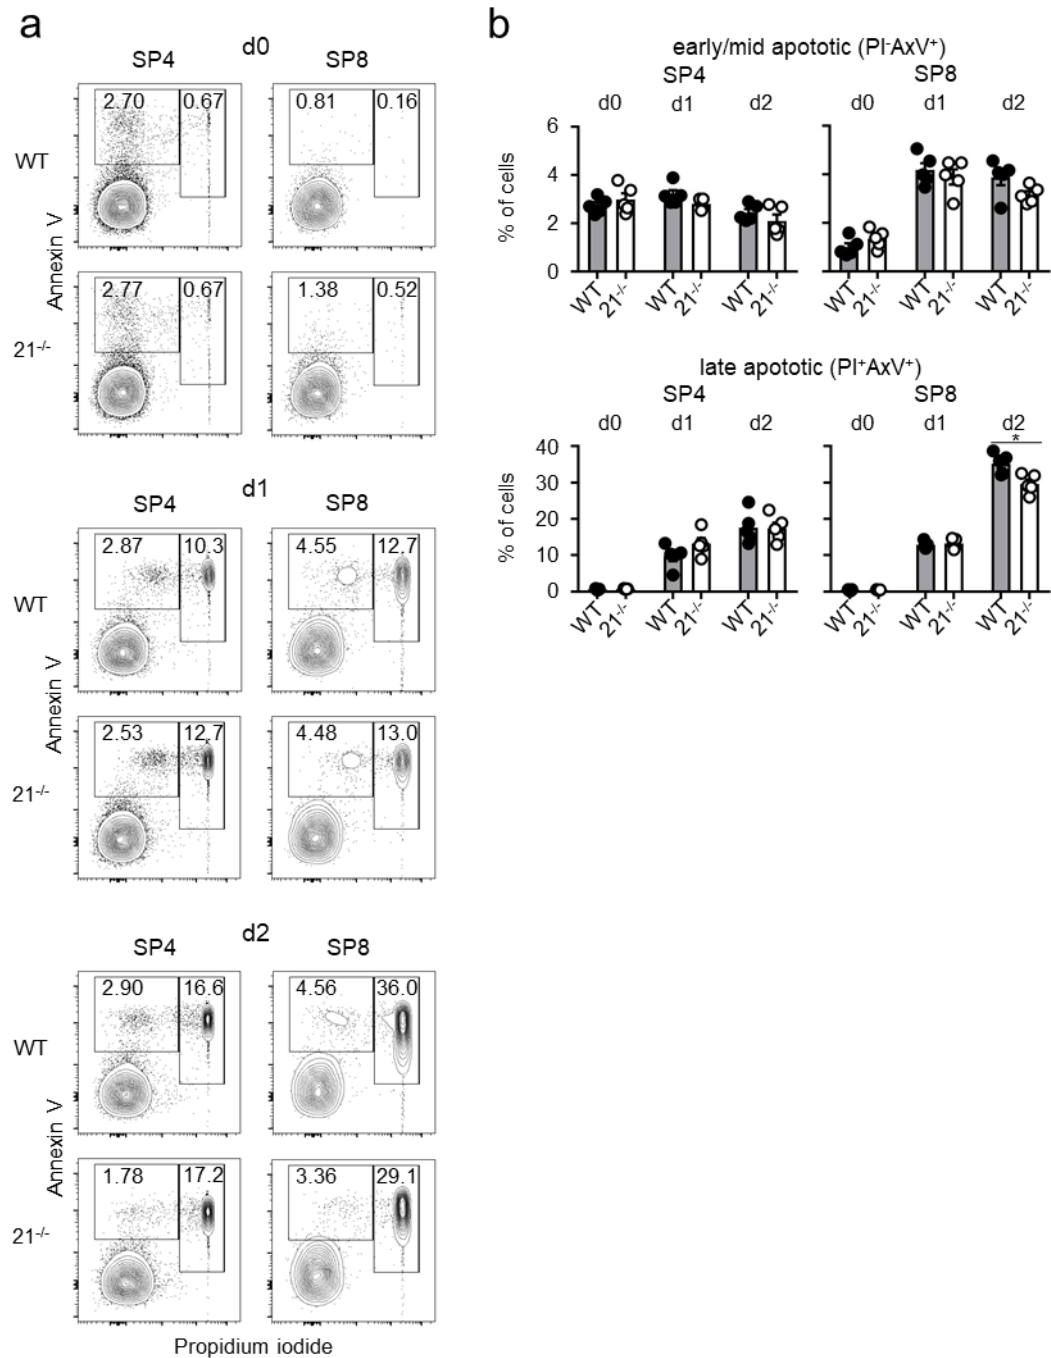 a
d0
SP4 SP8
2.70 0.67 0.81 0.16
WT
2.77 0.67 1.38 0.52
21-/-
Annexin V
d1
SP4 SP8
2.87 10.3 4.55 12.7
WT
2.53 12.7 4.48 13.0
21-/-
Annexin V
d2
SP4 SP8
2.90 16.6 4.56 36.0
WT
1.78 17.2 3.36 29.1
21-/-
Annexin V
Propidium iodide
b
early/mid apototic (PI-AxV+)
SP4 SP8
d0 d1 d2 d0 d1 d2
6
4
2
0
% of cells
WT 21-/- WT 21-/- WT 21-/- WT 21-/- WT 21-/- WT 21-/-
late apototic (PI+AxV+)
SP4 SP8
d0 d1 d2 d0 d1 d2
*
40
30
20
10
0
% of cells
WT 21-/- WT 21-/- WT 21-/- WT 21-/- WT 21-/- WT 21-/-